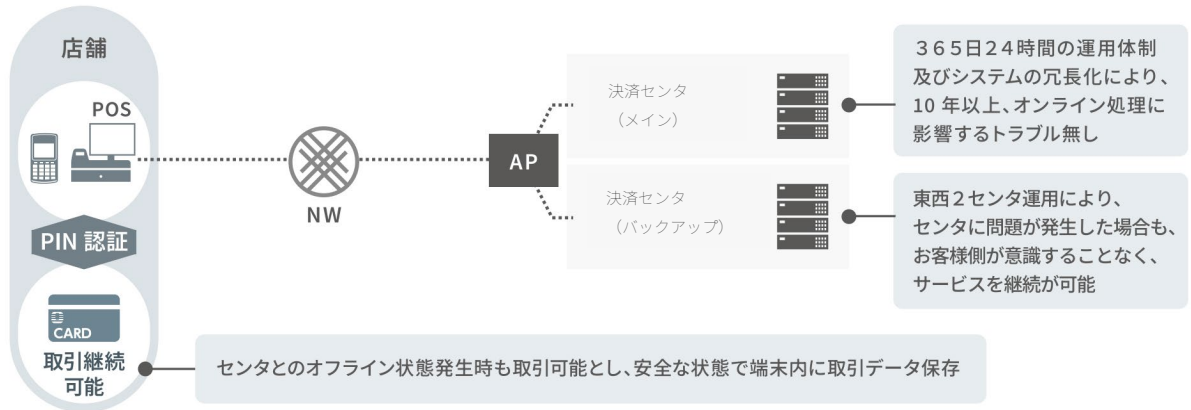 店舗
POS
PIN 認証
CARD
取引継続
可能
NW
AP
決済センタ
（メイン）
決済センタ
（バックアップ）
３６５日２４時間の運用体制
及びシステムの冗長化により、
10 年以上、オンライン処理に
影響するトラブル無し
東西２センタ運用により、
センタに問題が発生した場合も、
お客様側が意識することなく、
サービスを継続が可能
センタとのオフライン状態発生時も取引可能とし、安全な状態で端末内に取引データ保存